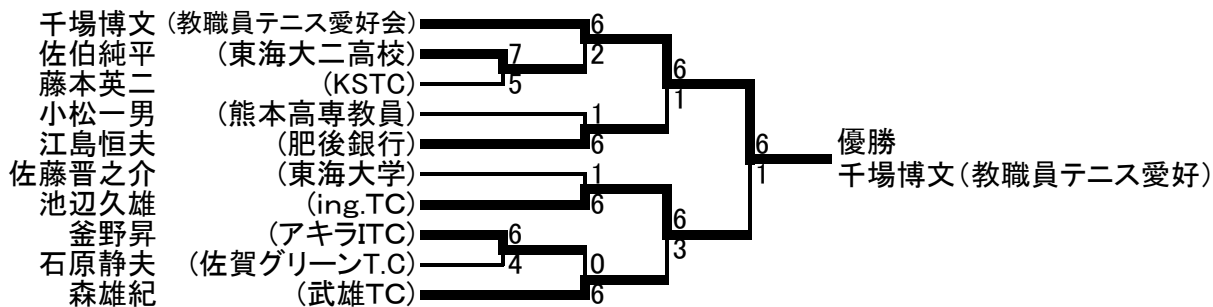 千場博文 (教職員テニス愛好会) 6
佐伯純平 (東海大二高校) 7 2 6
藤本英二 (KSTC) 5 1
小松一男 (熊本高専教員) 1
江島恒夫 (肥後銀行) 6 6 優勝
佐藤晋之介 (東海大学) 1 1 千場博文(教職員テニス愛好)
池辺久雄 (ing.TC) 6 6
釜野昇 (アキラITC) 6 3
石原静夫 (佐賀グリーンT.C) 4 0
森雄紀 (武雄TC) 6